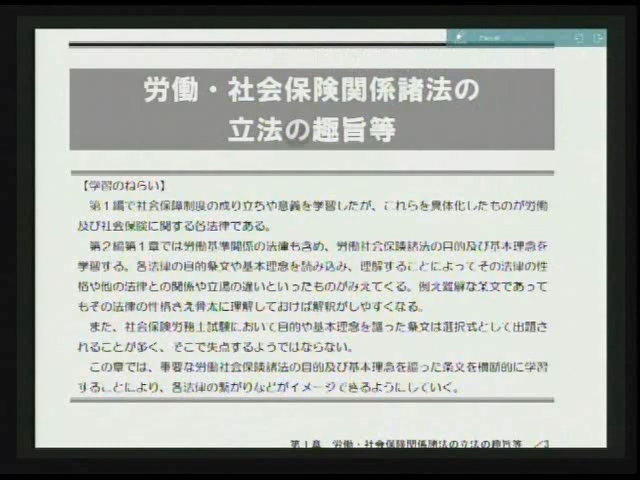 労働・社会保険関係諸法の
立法の趣旨等
【学習のねらい】
第1編で社会保障制度の成り立ちや意義を学習したが、これらを具体化したものが労働
及び社会保険に関する各法律である。
第2編第1章では労働基準関係の法律も含め、労働社会保険諸法の目的及び基本理念を
学習する。各法律の目的条文や基本理念を読み込み、理解することによってその法律の性
格や他の法律との関係や立場の違いといったものがみえてくる。例え難解な条文であって
もその法律の性格さえ骨太に理解しておけば解釈がしやすくなる。
また、社会保険労務士試験において目的や基本理念を謳った条文は選択式として出題さ
れることが多く、そこで失点するようではならない。
この章では、重要な労働社会保険諸法の目的及び基本理念を謳った条文を横断的に学習
することにより、各法律の繋がりなどがイメージできるようにしていく。
第1章 労働・社会保険関係諸法の立法の趣旨等